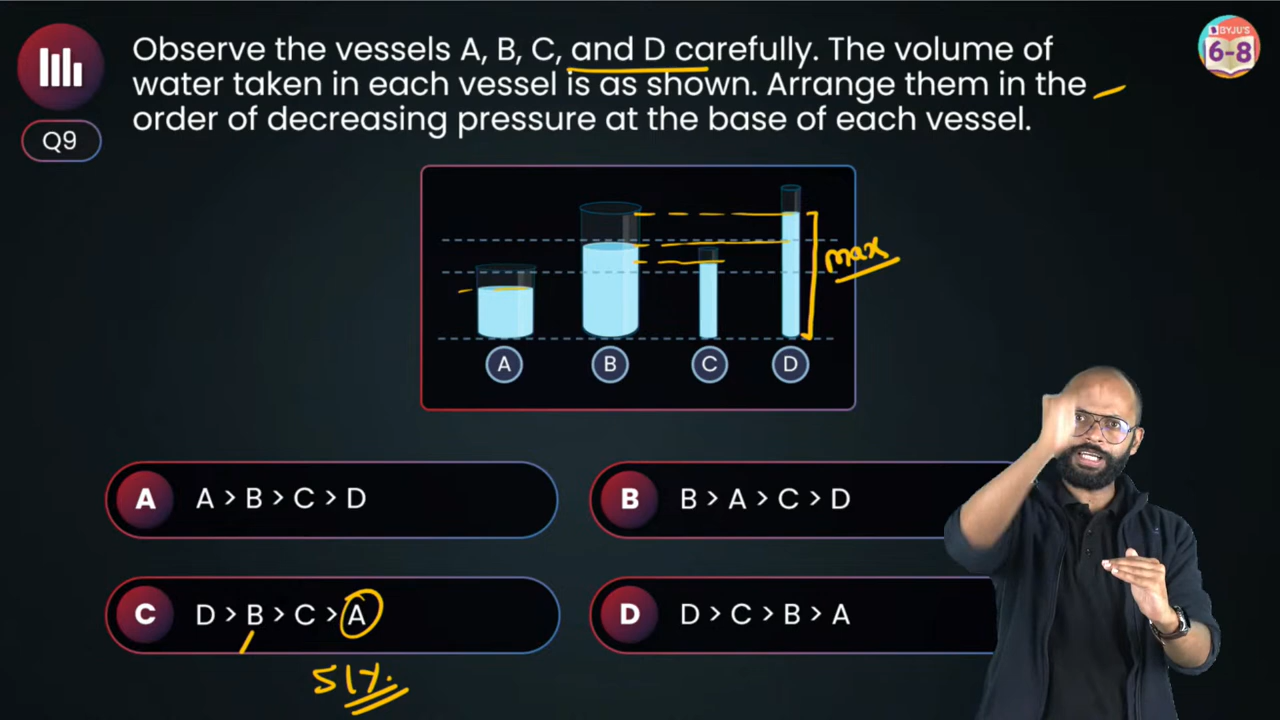 Observe the vessels A, B, C, and D carefully. The volume of
water taken in each vessel is as shown. Arrange them in the
order of decreasing pressure at the base of each vessel.
Q9
BYJU'S
6-8
max
A
B
C
D
A A > B > C > D
B B > A > C > D
C D > B > C > A
D D > C > B > A
51%